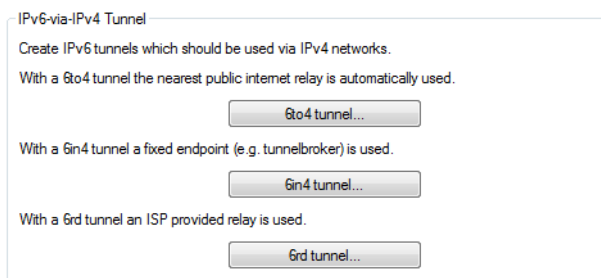 IPv6-via-IPv4 Tunnel
Create IPv6 tunnels which should be used via IPv4 networks.
With a 6to4 tunnel the nearest public internet relay is automatically used.
6to4 tunnel...
With a 6in4 tunnel a fixed endpoint (e.g. tunnelbroker) is used.
6in4 tunnel...
With a 6rd tunnel an ISP provided relay is used.
6rd tunnel...